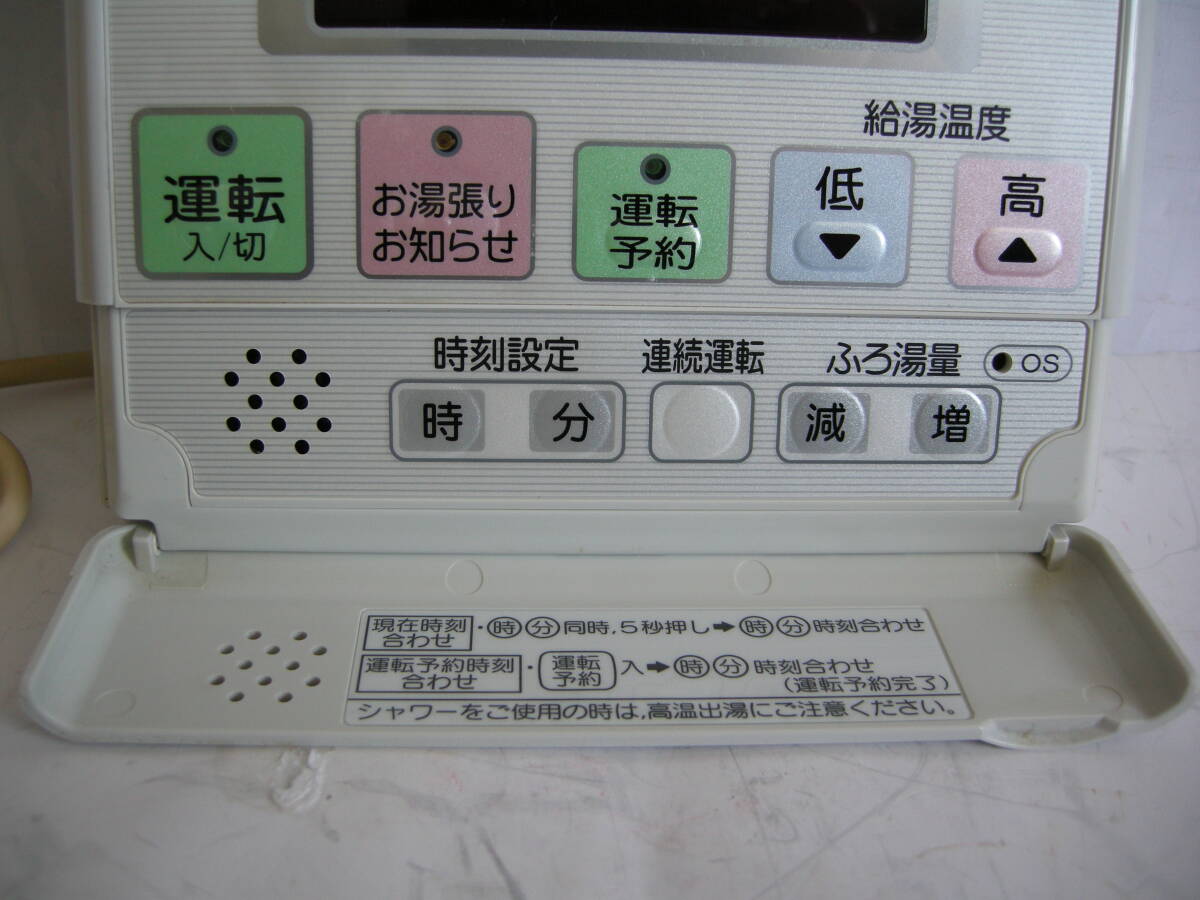 給湯温度
運転
入/切
お湯張り
お知らせ
運転
予約
低
▼
高
▲
時刻設定
連続運転
ふろ湯量
OS
時
分
減
増
現在時刻
合わせ
・時分同時,5秒押し➡時分時刻合わせ
運転予約時刻
合わせ
・運転
予約
入➡時分時刻合わせ
(運転予約完了)
シャワーをご使用の時は,高温出湯にご注意ください。